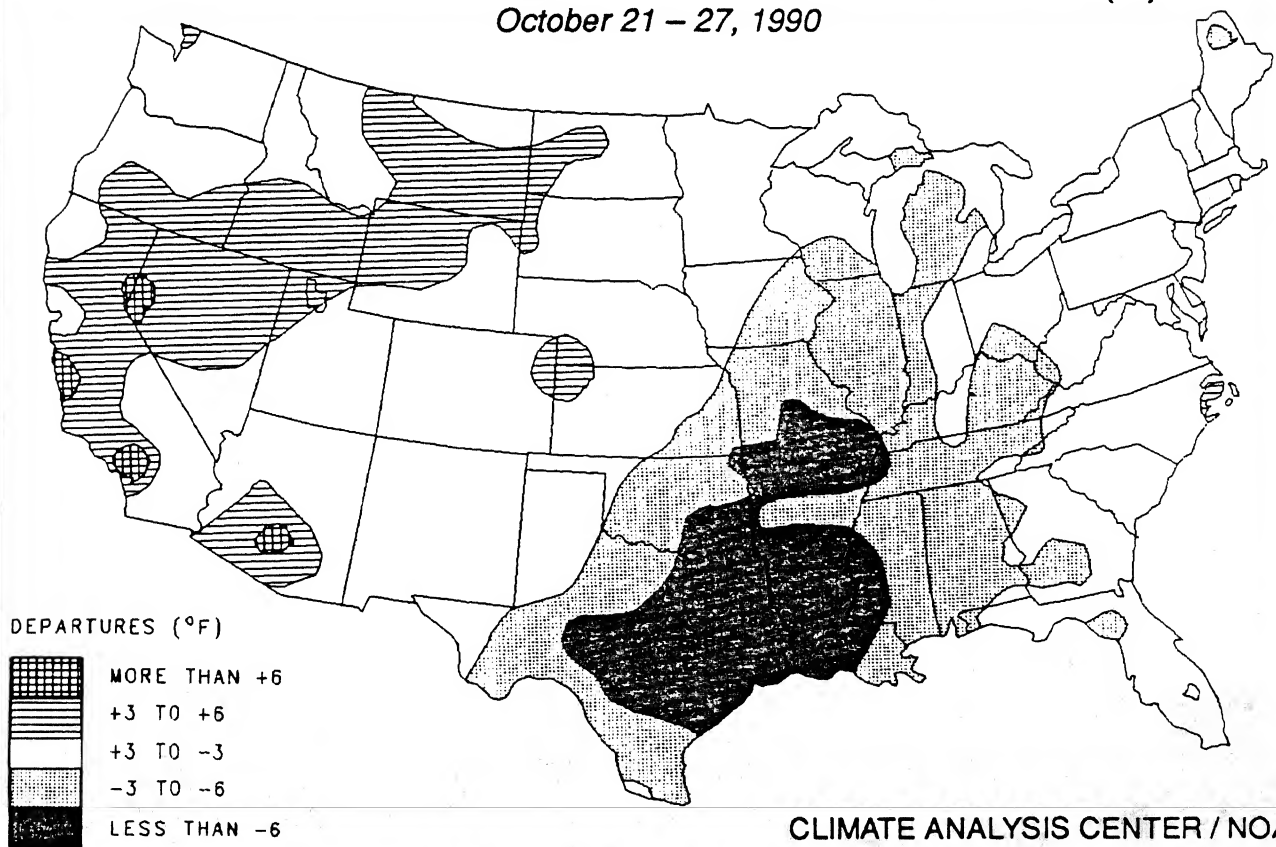 October 21 – 27, 1990
DEPARTURES (°F)
MORE THAN +6
+3 TO +6
+3 TO -3
-3 TO -6
LESS THAN -6
CLIMATE ANALYSIS CENTER / NOA